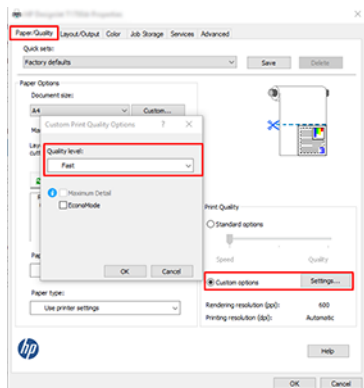 Paper/Quality Layout/Output Color Job Storage Services Advanced
Quick sets:
Factory defaults
Save
Delete
Paper Options
Document size:
A4
Custom...
Custom Print Quality Options ? ×
Quality level:
Fast
Maximum Detail
EconoMode
OK Cancel
Print Quality
Standard options
Speed Quality
Custom options Settings...
Paper type:
Use printer settings
Rendering resolution (ppi): 600
Printing resolution (dpi): Automatic
hp
Help
OK Cancel